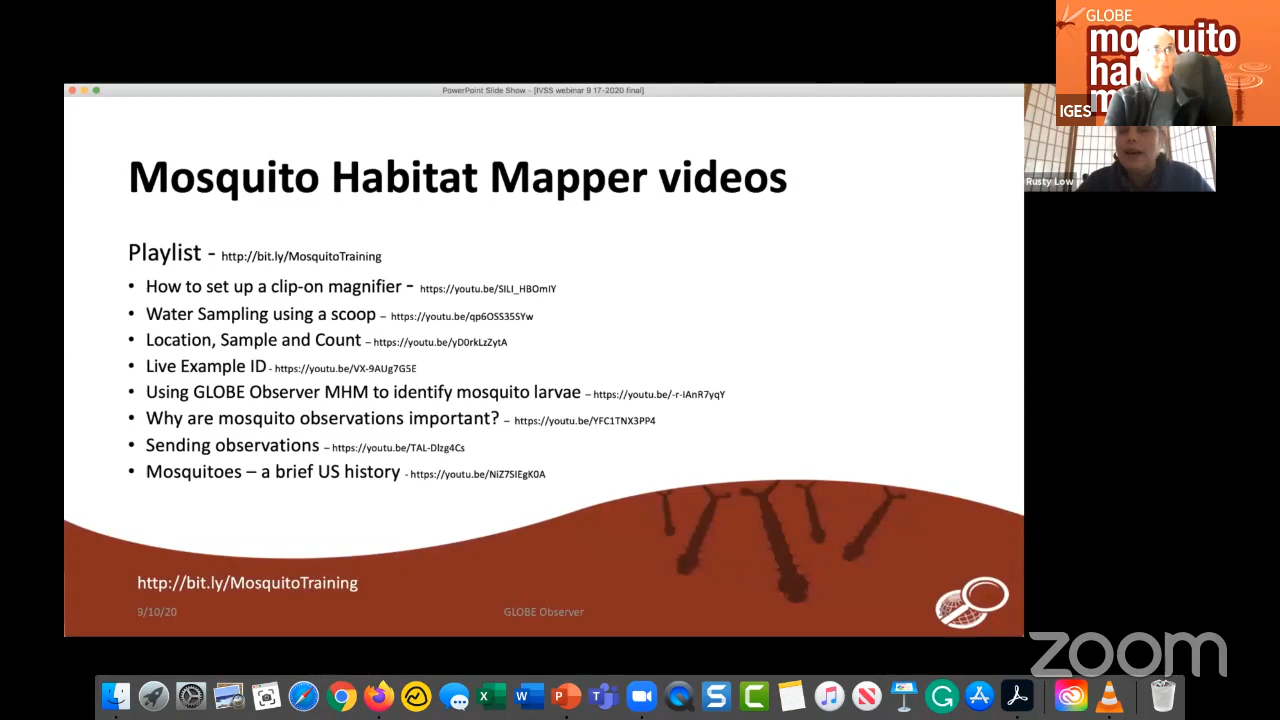 GLOBE
mosquito
hab
m
IGES
PowerPoint Slide Show - [IVSS webinar 9 17-2020 final]
Rusty Low
Mosquito Habitat Mapper videos
Playlist - http://bit.ly/MosquitoTraining
• How to set up a clip-on magnifier - https://youtu.be/SILI_HBOmIY
• Water Sampling using a scoop – https://youtu.be/qp6OSS35SYw
• Location, Sample and Count – https://youtu.be/yD0rkLzZytA
• Live Example ID - https://youtu.be/VX-9AUg7G5E
• Using GLOBE Observer MHM to identify mosquito larvae – https://youtu.be/-r-IAnR7yqY
• Why are mosquito observations important? – https://youtu.be/YFC1TNX3PP4
• Sending observations – https://youtu.be/TAL-Dlzg4Cs
• Mosquitoes – a brief US history - https://youtu.be/NiZ7SIEgK0A
http://bit.ly/MosquitoTraining
9/10/20
GLOBE Observer
zoom